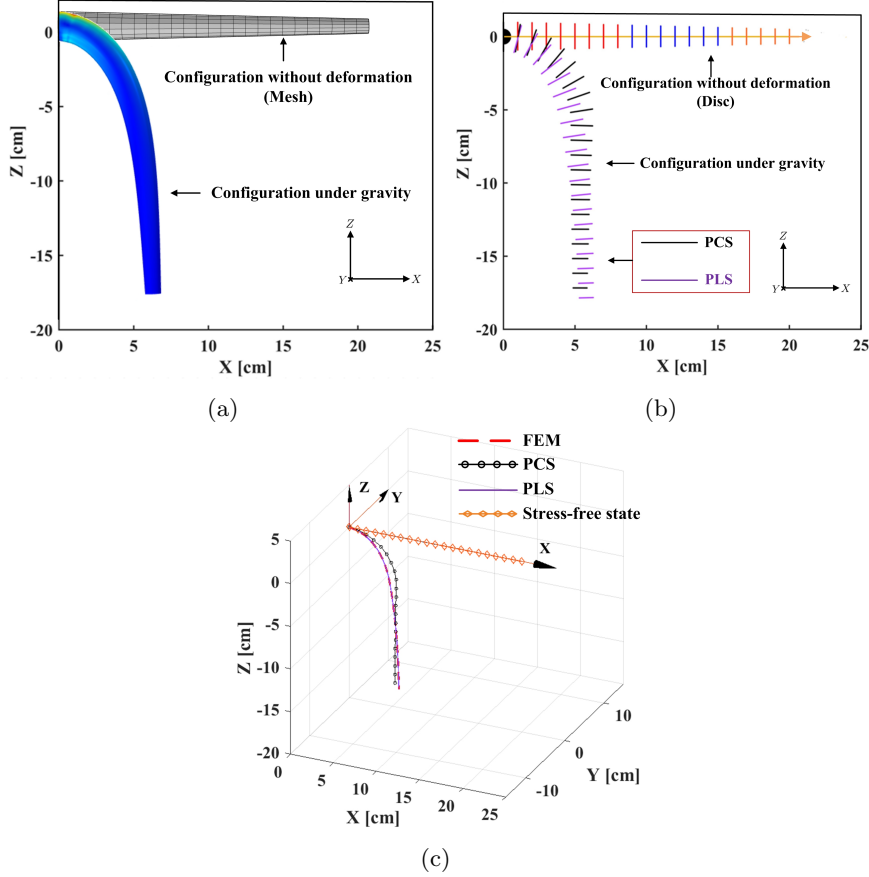 0
-5
-10
-15
-20
Z [cm]
0
5
10
15
20
25
X [cm]
Configuration without deformation
(Mesh)
Configuration under gravity
Z
Y
X
(a)
0
-5
-10
-15
-20
Z [cm]
0
5
10
15
20
25
X [cm]
Configuration without deformation
(Disc)
Configuration under gravity
PCS
PLS
Z
Y
X
(b)
FEM
PCS
PLS
Stress-free state
Z
Y
X
5
0
-5
-10
-15
-20
Z [cm]
0
5
10
15
20
25
X [cm]
10
0
-10
Y [cm]
(c)